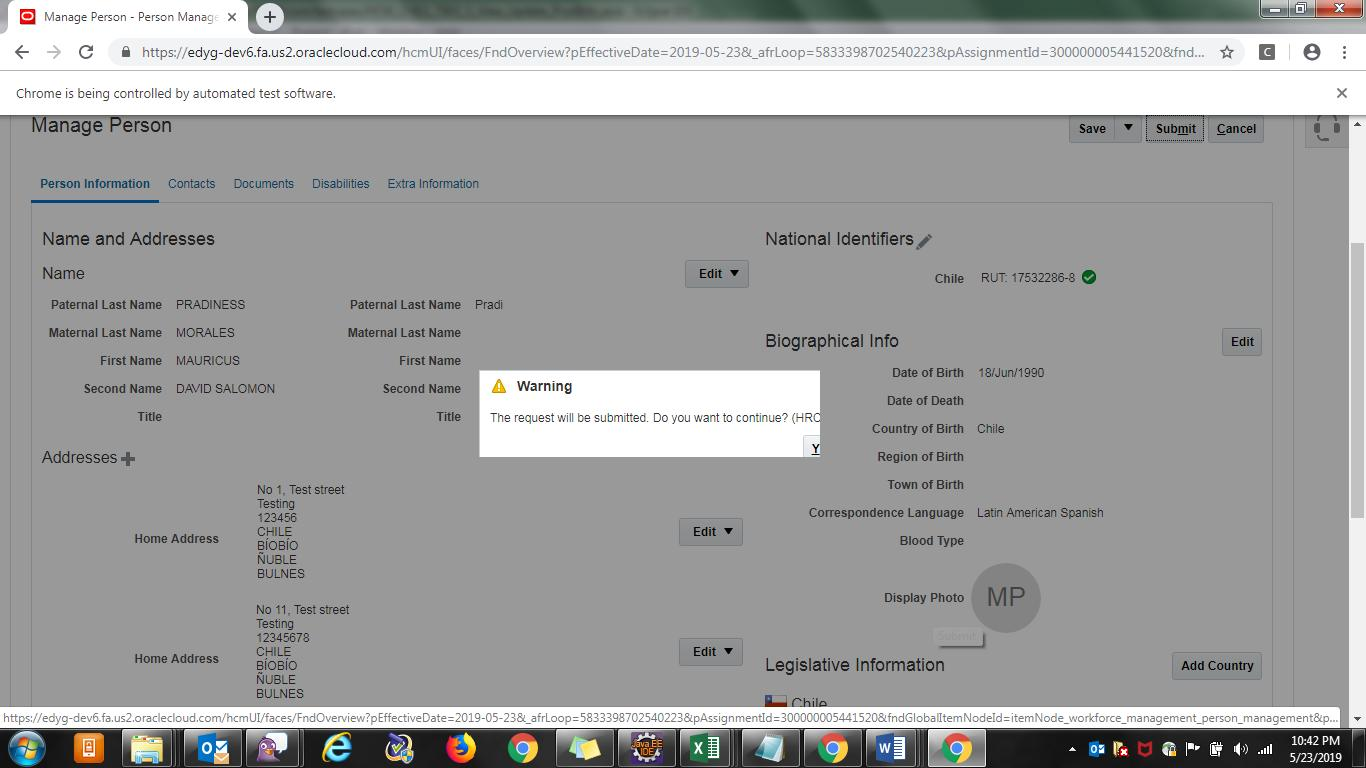 Manage Person - Person Manage
https://edyg-dev6.fa.us2.oraclecloud.com/hcmUI/faces/FndOverview?pEffectiveDate=2019-05-23&_afrLoop=5833398702540223&pAssignmentId=300000005441520&fnd...
C
Chrome is being controlled by automated test software.
Manage Person
Save
Submit
Cancel
Person Information
Contacts
Documents
Disabilities
Extra Information
Name and Addresses
Name
Edit
Paternal Last Name PRADINESS
Paternal Last Name Pradi
Maternal Last Name MORALES
Maternal Last Name
First Name MAURICUS
First Name
Second Name DAVID SALOMON
Second Name
Title
Title
Addresses
Home Address
No 1, Test street
Testing
123456
CHILE
BÍOBÍO
ÑUBLE
BULNES
Edit
Home Address
No 11, Test street
Testing
12345678
CHILE
BÍOBÍO
ÑUBLE
BULNES
Edit
Warning
The request will be submitted. Do you want to continue? (HRC
Y
National Identifiers
Chile RUT: 17532286-8
Biographical Info
Edit
Date of Birth 18/Jun/1990
Date of Death
Country of Birth Chile
Region of Birth
Town of Birth
Correspondence Language Latin American Spanish
Blood Type
Display Photo
MP
Submit
Legislative Information
Add Country
Chile
https://edyg-dev6.fa.us2.oraclecloud.com/hcmUI/faces/FndOverview?pEffectiveDate=2019-05-23&_afrLoop=5833398702540223&pAssignmentId=300000005441520&fndGlobalItemNodeId=itemNode_workforce_management_person_management&p...
Java EE
IDE
10:42 PM
5/23/2019